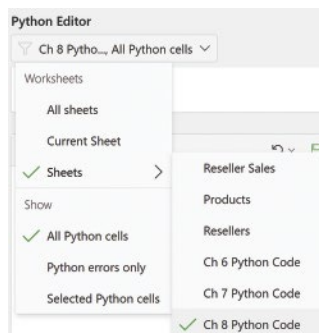 Python Editor
Ch 8 Pytho..., All Python cells
Worksheets
All sheets
Current Sheet
Sheets
Show
All Python cells
Python errors only
Selected Python cells
Reseller Sales
Products
Resellers
Ch 6 Python Code
Ch 7 Python Code
Ch 8 Python Code